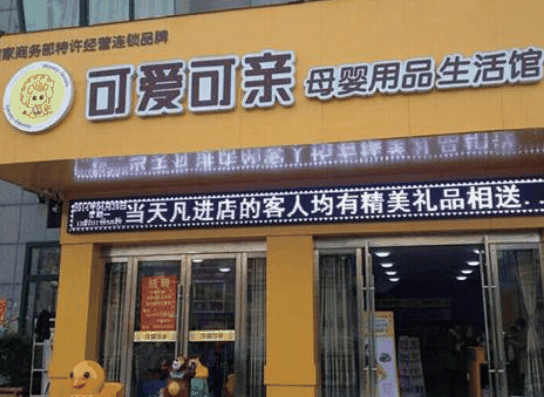 家商务部特许经营连锁品牌
可爱可亲 母婴用品生活馆
当天凡进店的客人均有精美礼品相送..